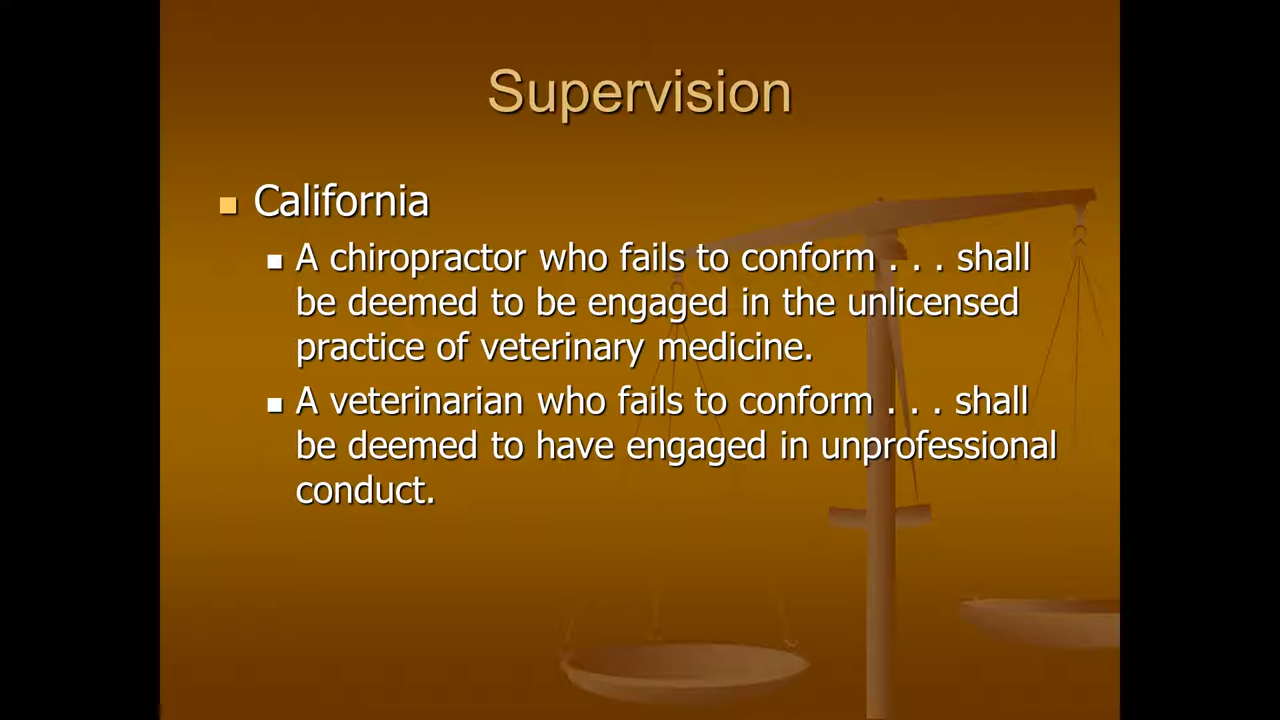 Supervision
California
A chiropractor who fails to conform . . . shall
be deemed to be engaged in the unlicensed
practice of veterinary medicine.
A veterinarian who fails to conform . . . shall
be deemed to have engaged in unprofessional
conduct.